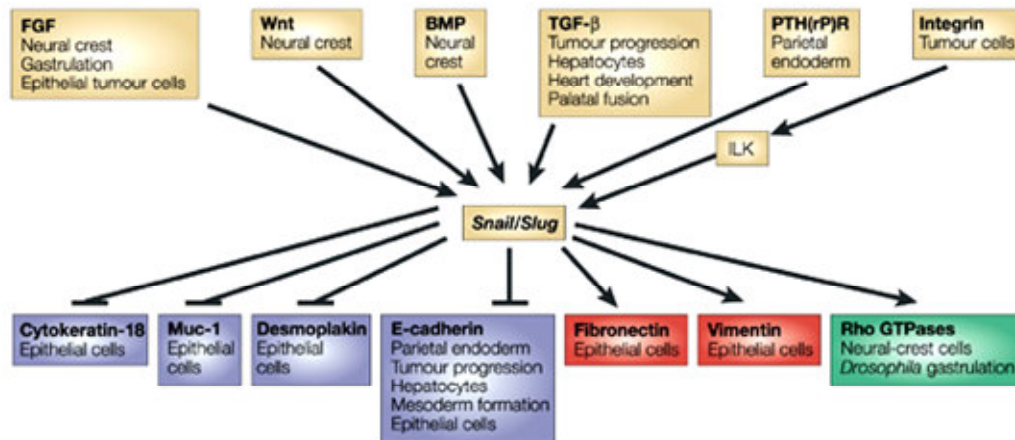 FGF
Neural crest
Gastrulation
Epithelial tumour cells
Wnt
Neural crest
BMP
Neural
crest
TGF-β
Tumour progression
Hepatocytes
Heart development
Palatal fusion
PTH(rP)R
Parietal
endoderm
Integrin
Tumour cells
ILK
Snail/Slug
Cytokeratin-18
Epithelial cells
Muc-1
Epithelial
cells
Desmoplakin
Epithelial
cells
E-cadherin
Parietal endoderm
Tumour progression
Hepatocytes
Mesoderm formation
Epithelial cells
Fibronectin
Epithelial cells
Vimentin
Epithelial cells
Rho GTPases
Neural-crest cells
Drosophila gastrulation